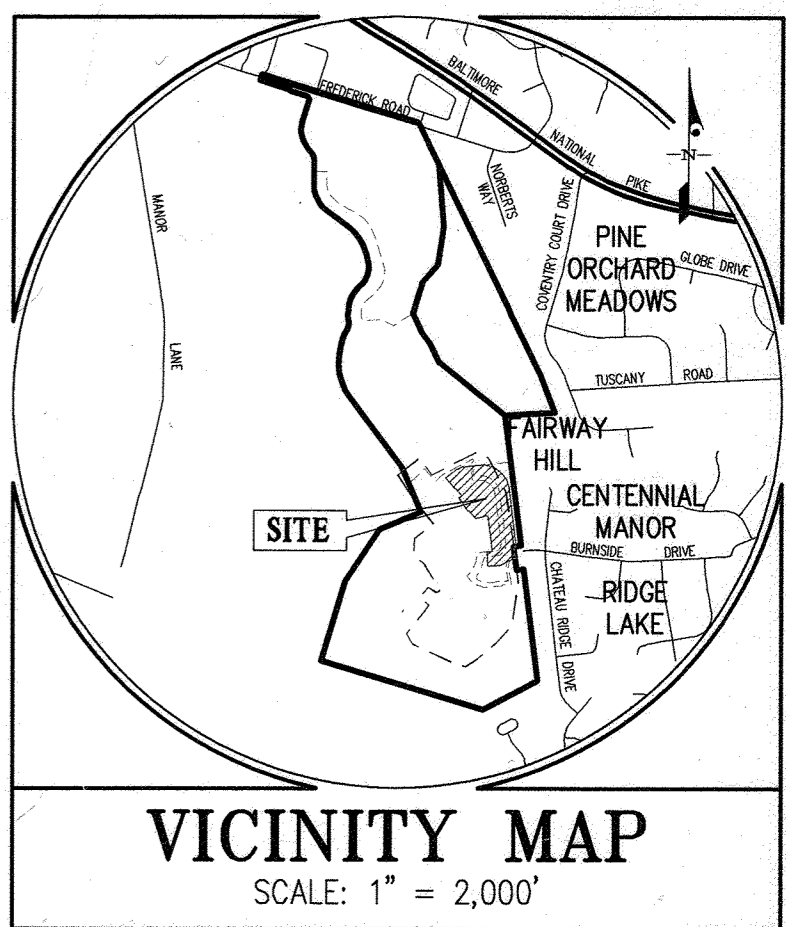 BALTIMORE
NATIONAL
PIKE
FREDERICK ROAD
N
NORBERTS
WAY
COVENTRY COURT DRIVE
MANOR
LANE
PINE
ORCHARD
MEADOWS
GLOBE DRIVE
TUSCANY ROAD
FAIRWAY
HILL
CENTENNIAL
MANOR
SITE
BURNSIDE DRIVE
CHATEAU RIDGE DRIVE
RIDGE
LAKE
VICINITY MAP
SCALE: 1" = 2,000'